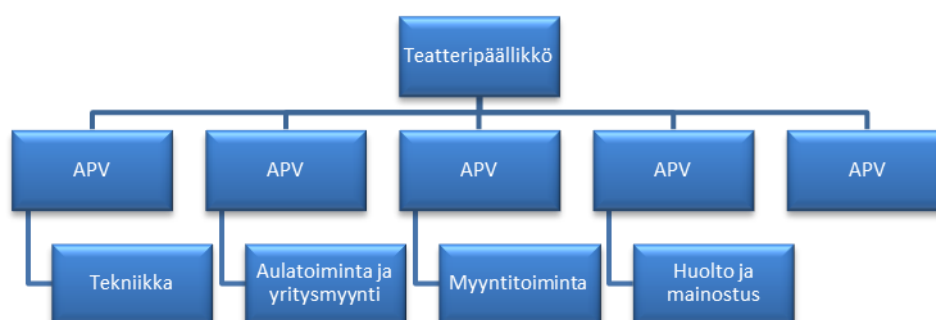 Teatteripäällikkö
APV
APV
APV
APV
APV
Tekniikka
Aulatoiminta ja
yritysmyynti
Myyntitoiminta
Huolto ja
mainostus